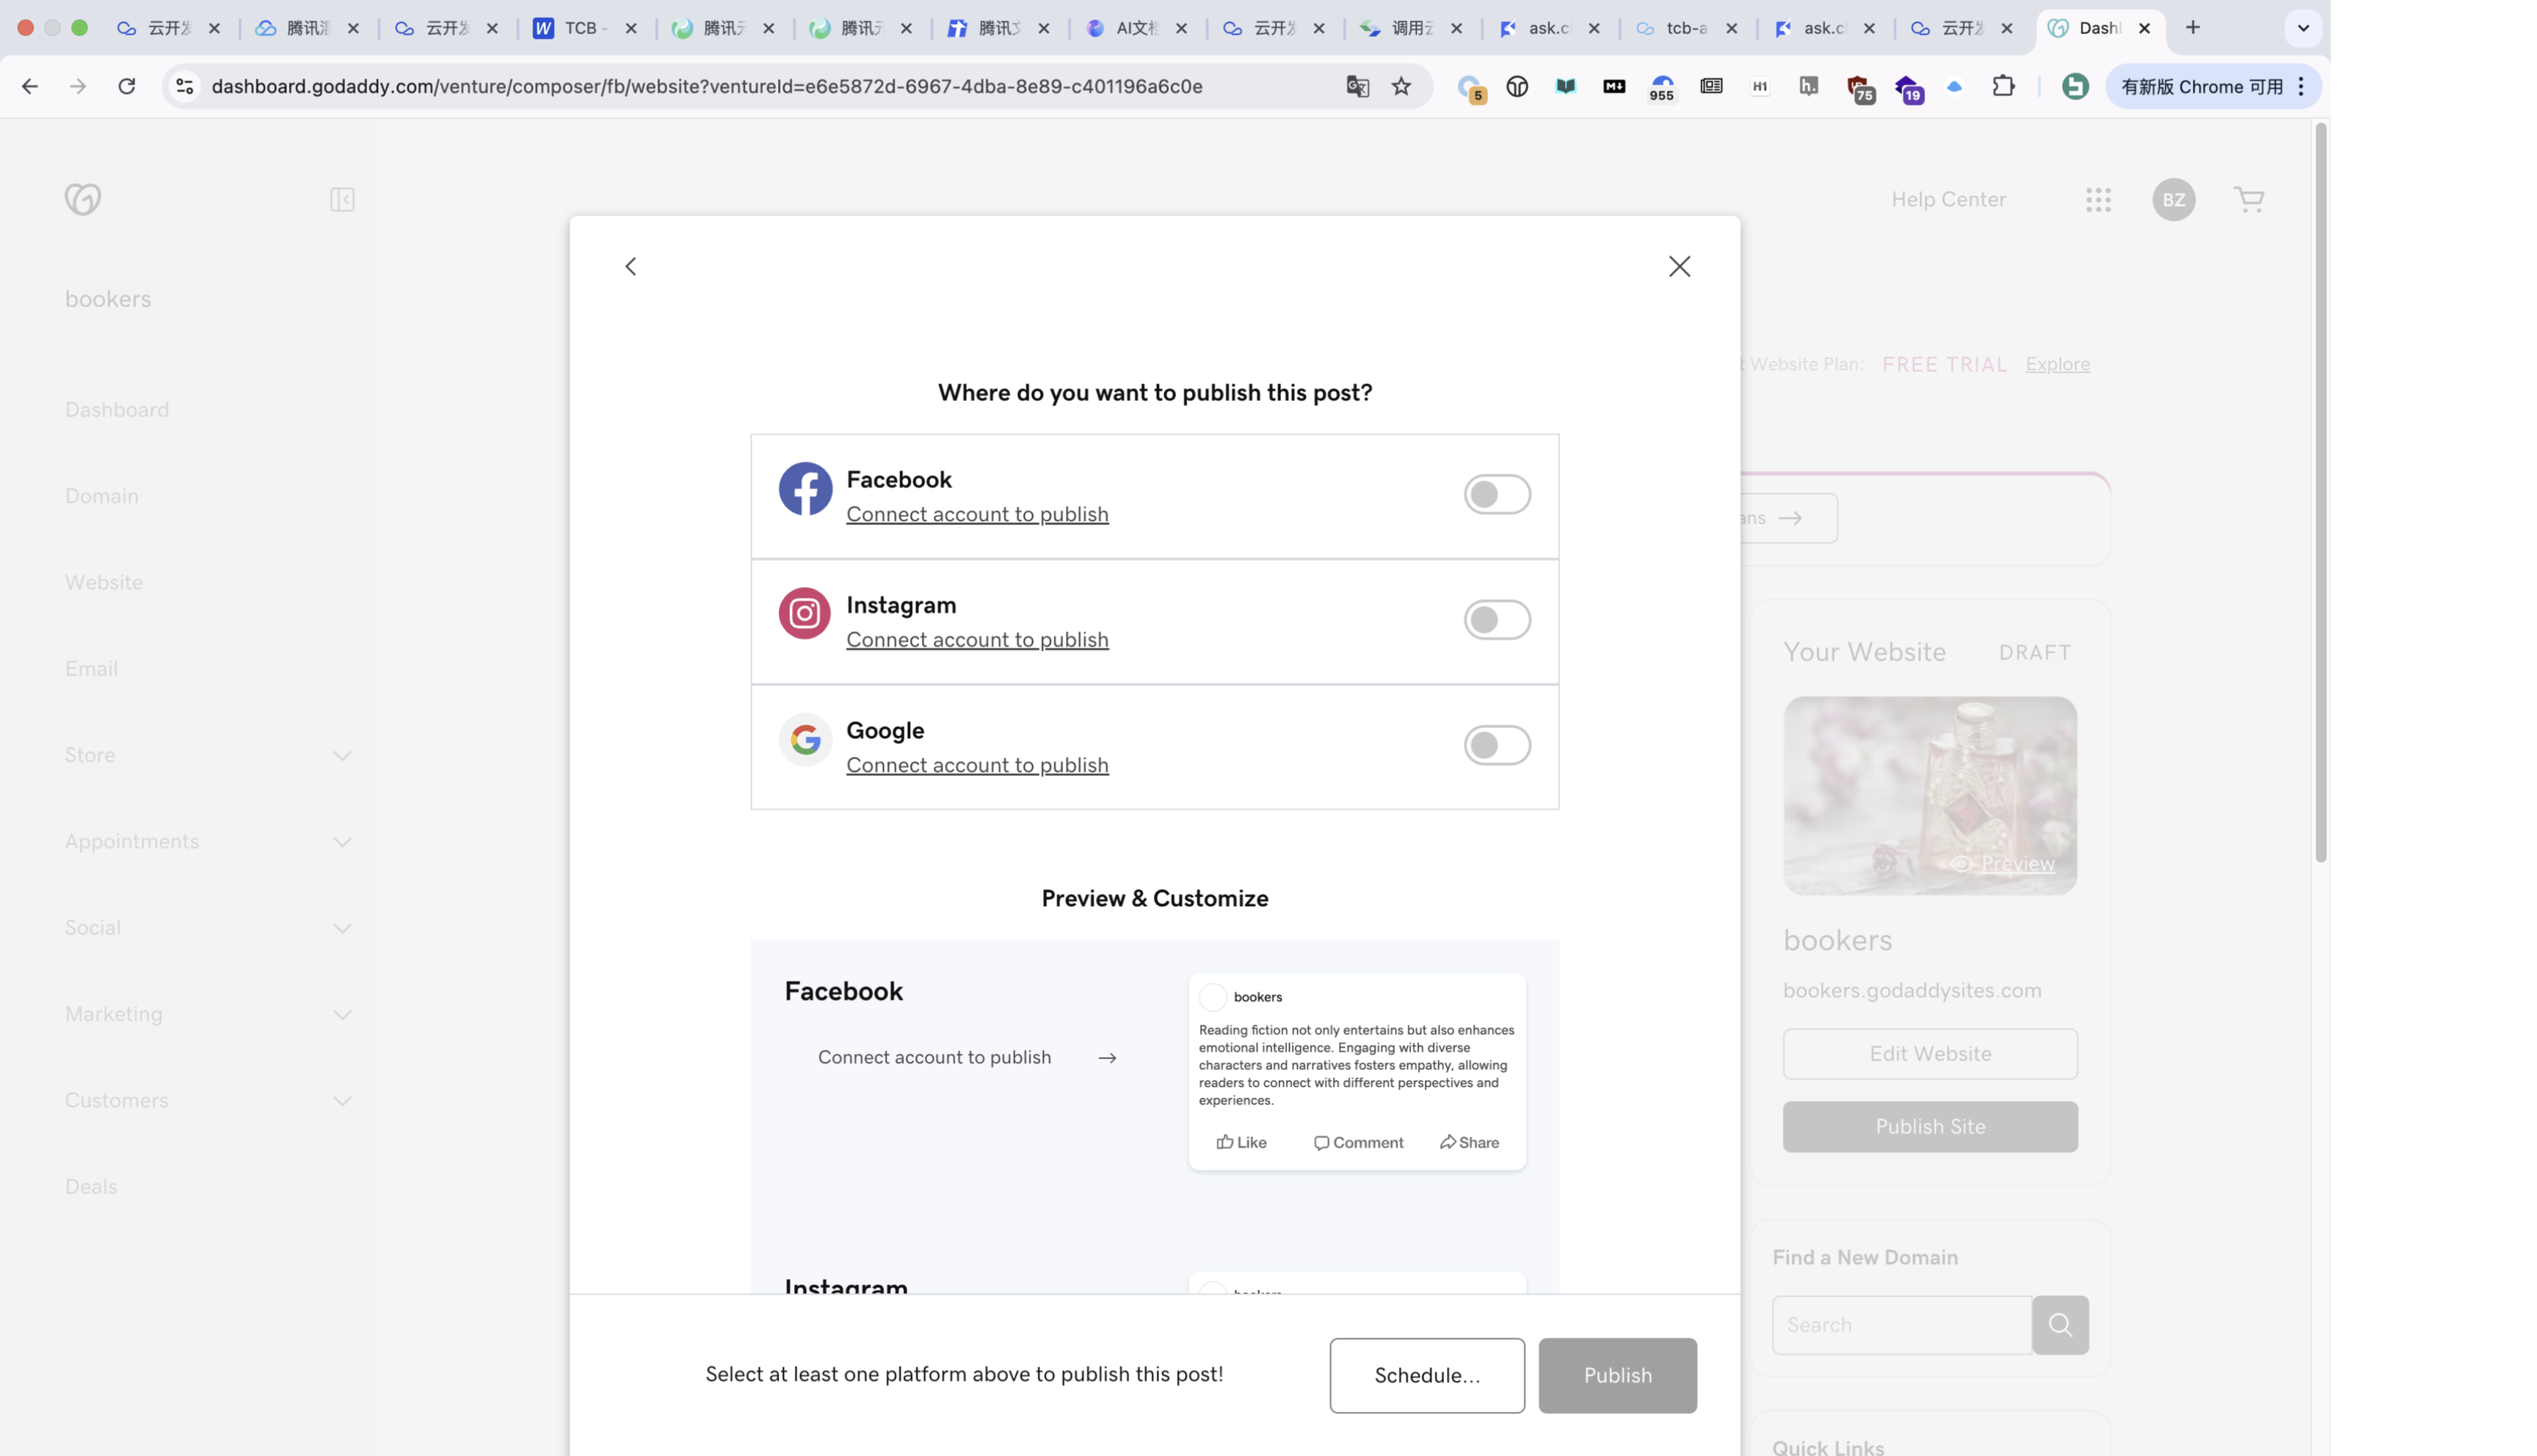 云开发
腾讯混
云开发
TCB -
腾讯元
腾讯元
腾讯文
AI文档
云开发
调用云
ask.c
tcb-a
ask.c
云开发
Dash
dashboard.godaddy.com/venture/composer/fb/website?ventureId=e6e5872d-6967-4dba-8e89-c401196a6c0e
5
955
H1
75
19
有新版 Chrome 可用
Help Center
BZ
bookers
Website Plan: FREE TRIAL Explore
Where do you want to publish this post?
Dashboard
Facebook
Connect account to publish
Domain
Website
Instagram
Connect account to publish
Your Website DRAFT
Email
Google
Connect account to publish
Store
Appointments
Preview
Preview & Customize
Social
bookers
Facebook
bookers
bookers.godaddysites.com
Marketing
Connect account to publish
Reading fiction not only entertains but also enhances
emotional intelligence. Engaging with diverse
characters and narratives fosters empathy, allowing
readers to connect with different perspectives and
experiences.
Edit Website
Customers
Like Comment Share
Publish Site
Deals
Find a New Domain
Instagram
bookers
Search
Select at least one platform above to publish this post!
Schedule...
Publish
Quick Links